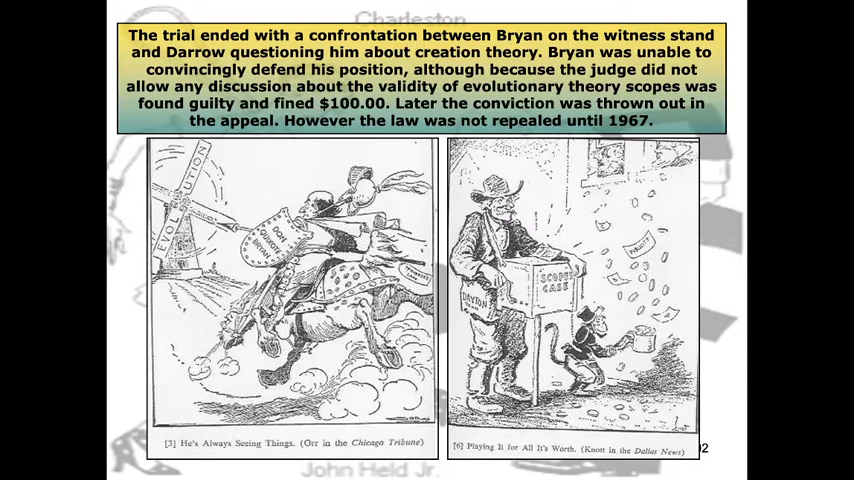 Charleston
The trial ended with a confrontation between Bryan on the witness stand
and Darrow questioning him about creation theory. Bryan was unable to
convincingly defend his position, although because the judge did not
allow any discussion about the validity of evolutionary theory scopes was
found guilty and fined $100.00. Later the conviction was thrown out in
the appeal. However the law was not repealed until 1967.
EVOLUTION
DON
QUIXOTE
BRYAN
SCOPES
CASE
DAYTON
PUBLICITY
[3] He's Always Seeing Things. (Orr in the Chicago Tribune)
[6] Playing It for All It's Worth. (Knott in the Dallas News)
02
John Held Jr.